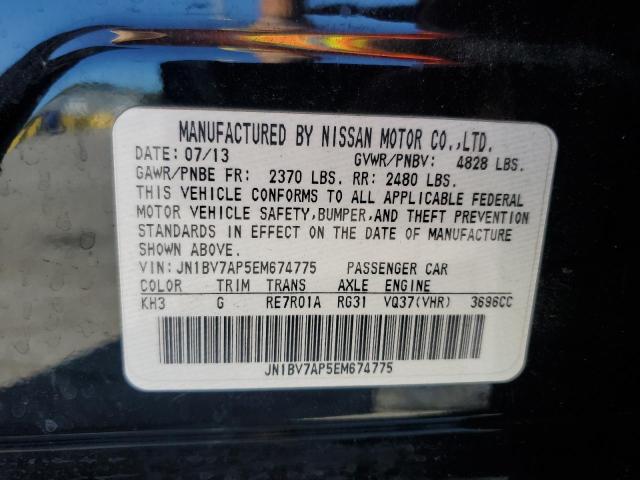 MANUFACTURED BY NISSAN MOTOR CO.,LTD.
DATE: 07/13 GVWR/PNBV: 4828 LBS.
GAWR/PNBE FR: 2370 LBS. RR: 2480 LBS.
THIS VEHICLE CONFORMS TO ALL APPLICABLE FEDERAL
MOTOR VEHICLE SAFETY,BUMPER,AND THEFT PREVENTION
STANDARDS IN EFFECT ON THE DATE OF MANUFACTURE
SHOWN ABOVE.
VIN: JN1BV7AP5EM674775 PASSENGER CAR
COLOR TRIM TRANS AXLE ENGINE
KH3 G RE7R01A RG31 VQ37(VHR) 3696CC
JN1BV7AP5EM674775